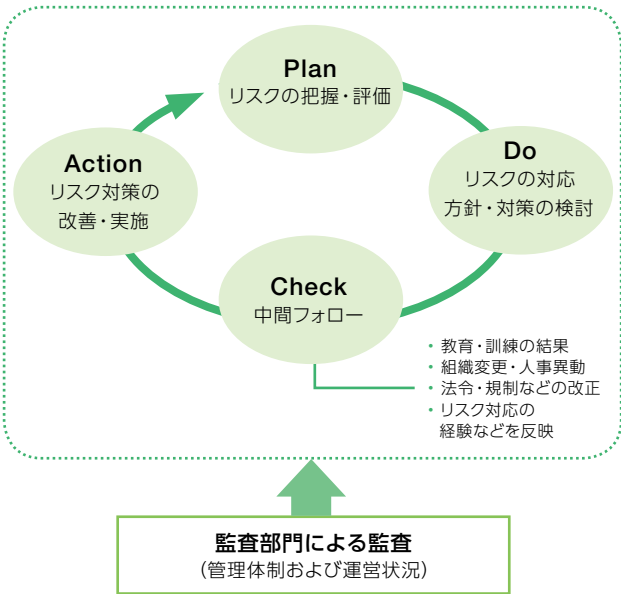 Plan
リスクの把握・評価
Do
リスクの対応
方針・対策の検討
Check
中間フォロー
・教育・訓練の結果
・組織変更・人事異動
・法令・規制などの改正
・リスク対応の
経験などを反映
Action
リスク対策の
改善・実施
監査部門による監査
(管理体制および運営状況)